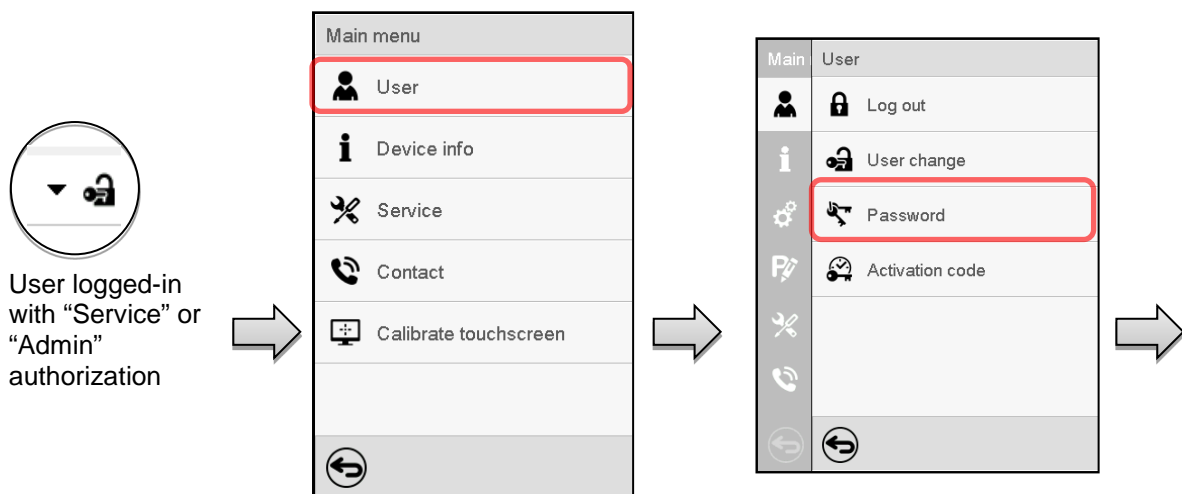 User logged-in
with “Service” or
“Admin”
authorization
Main menu
User
Device info
Service
Contact
Calibrate touchscreen
Main
User
Log out
User change
Password
Activation code